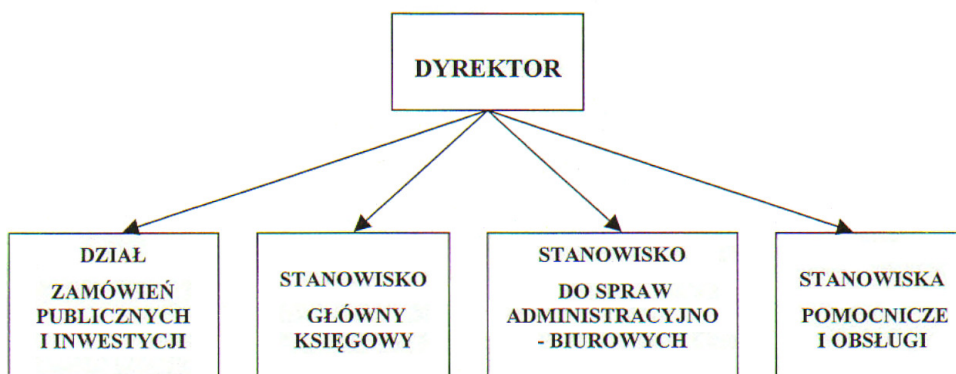 DYREKTOR
DZIAŁ
ZAMÓWIEŃ
PUBLICZNYCH
I INWESTYCJI
STANOWISKO
GŁÓWNY
KSIĘGOWY
STANOWISKO
DO SPRAW
ADMINISTRACYJNO
- BIUROWYCH
STANOWISKA
POMOCNICZE
I OBSŁUGI